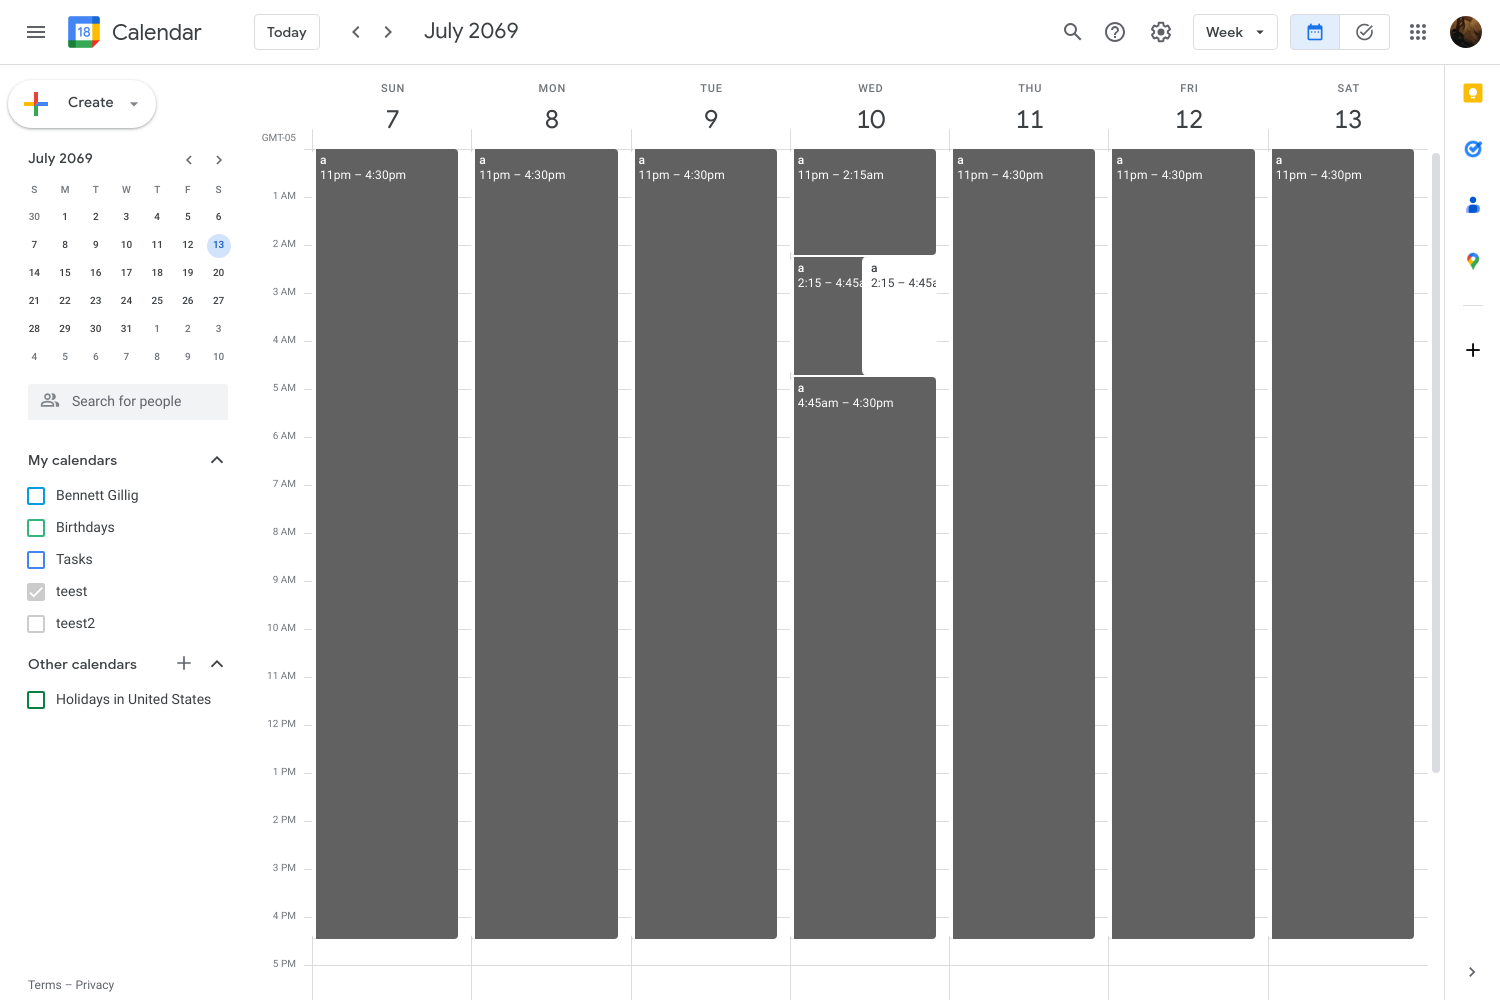 18 Calendar Today July 2069 Week
Create
SUN MON TUE WED THU FRI SAT
7 8 9 10 11 12 13
GMT-05
July 2069
S M T W T F S
30 1 2 3 4 5 6
7 8 9 10 11 12 13
14 15 16 17 18 19 20
21 22 23 24 25 26 27
28 29 30 31 1 2 3
4 5 6 7 8 9 10
Search for people
My calendars
Bennett Gillig
Birthdays
Tasks
teest
teest2
Other calendars
Holidays in United States
Terms – Privacy
1 AM
2 AM
3 AM
4 AM
5 AM
6 AM
7 AM
8 AM
9 AM
10 AM
11 AM
12 PM
1 PM
2 PM
3 PM
4 PM
5 PM
a
11pm – 4:30pm
a
11pm – 4:30pm
a
11pm – 4:30pm
a
11pm – 2:15am
a
2:15 – 4:45a
a
2:15 – 4:45a
a
4:45am – 4:30pm
a
11pm – 4:30pm
a
11pm – 4:30pm
a
11pm – 4:30pm